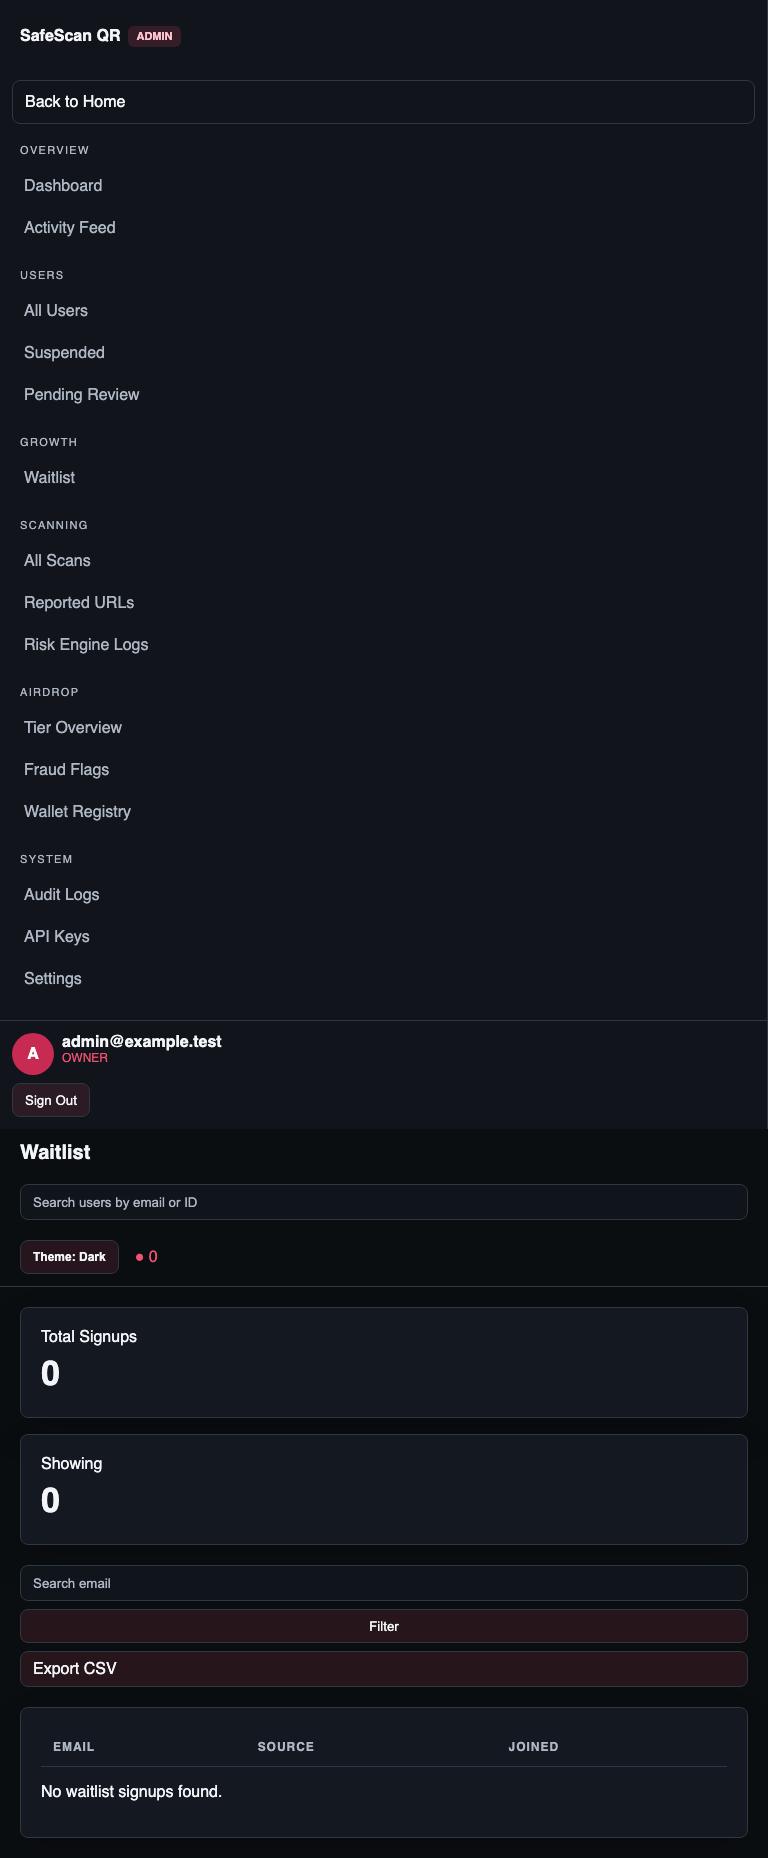 SafeScan QR ADMIN
Back to Home
OVERVIEW
Dashboard
Activity Feed
USERS
All Users
Suspended
Pending Review
GROWTH
Waitlist
SCANNING
All Scans
Reported URLs
Risk Engine Logs
AIRDROP
Tier Overview
Fraud Flags
Wallet Registry
SYSTEM
Audit Logs
API Keys
Settings
A admin@example.test
OWNER
Sign Out
Waitlist
Search users by email or ID
Theme: Dark ● 0
Total Signups
0
Showing
0
Search email
Filter
Export CSV
EMAIL SOURCE JOINED
No waitlist signups found.